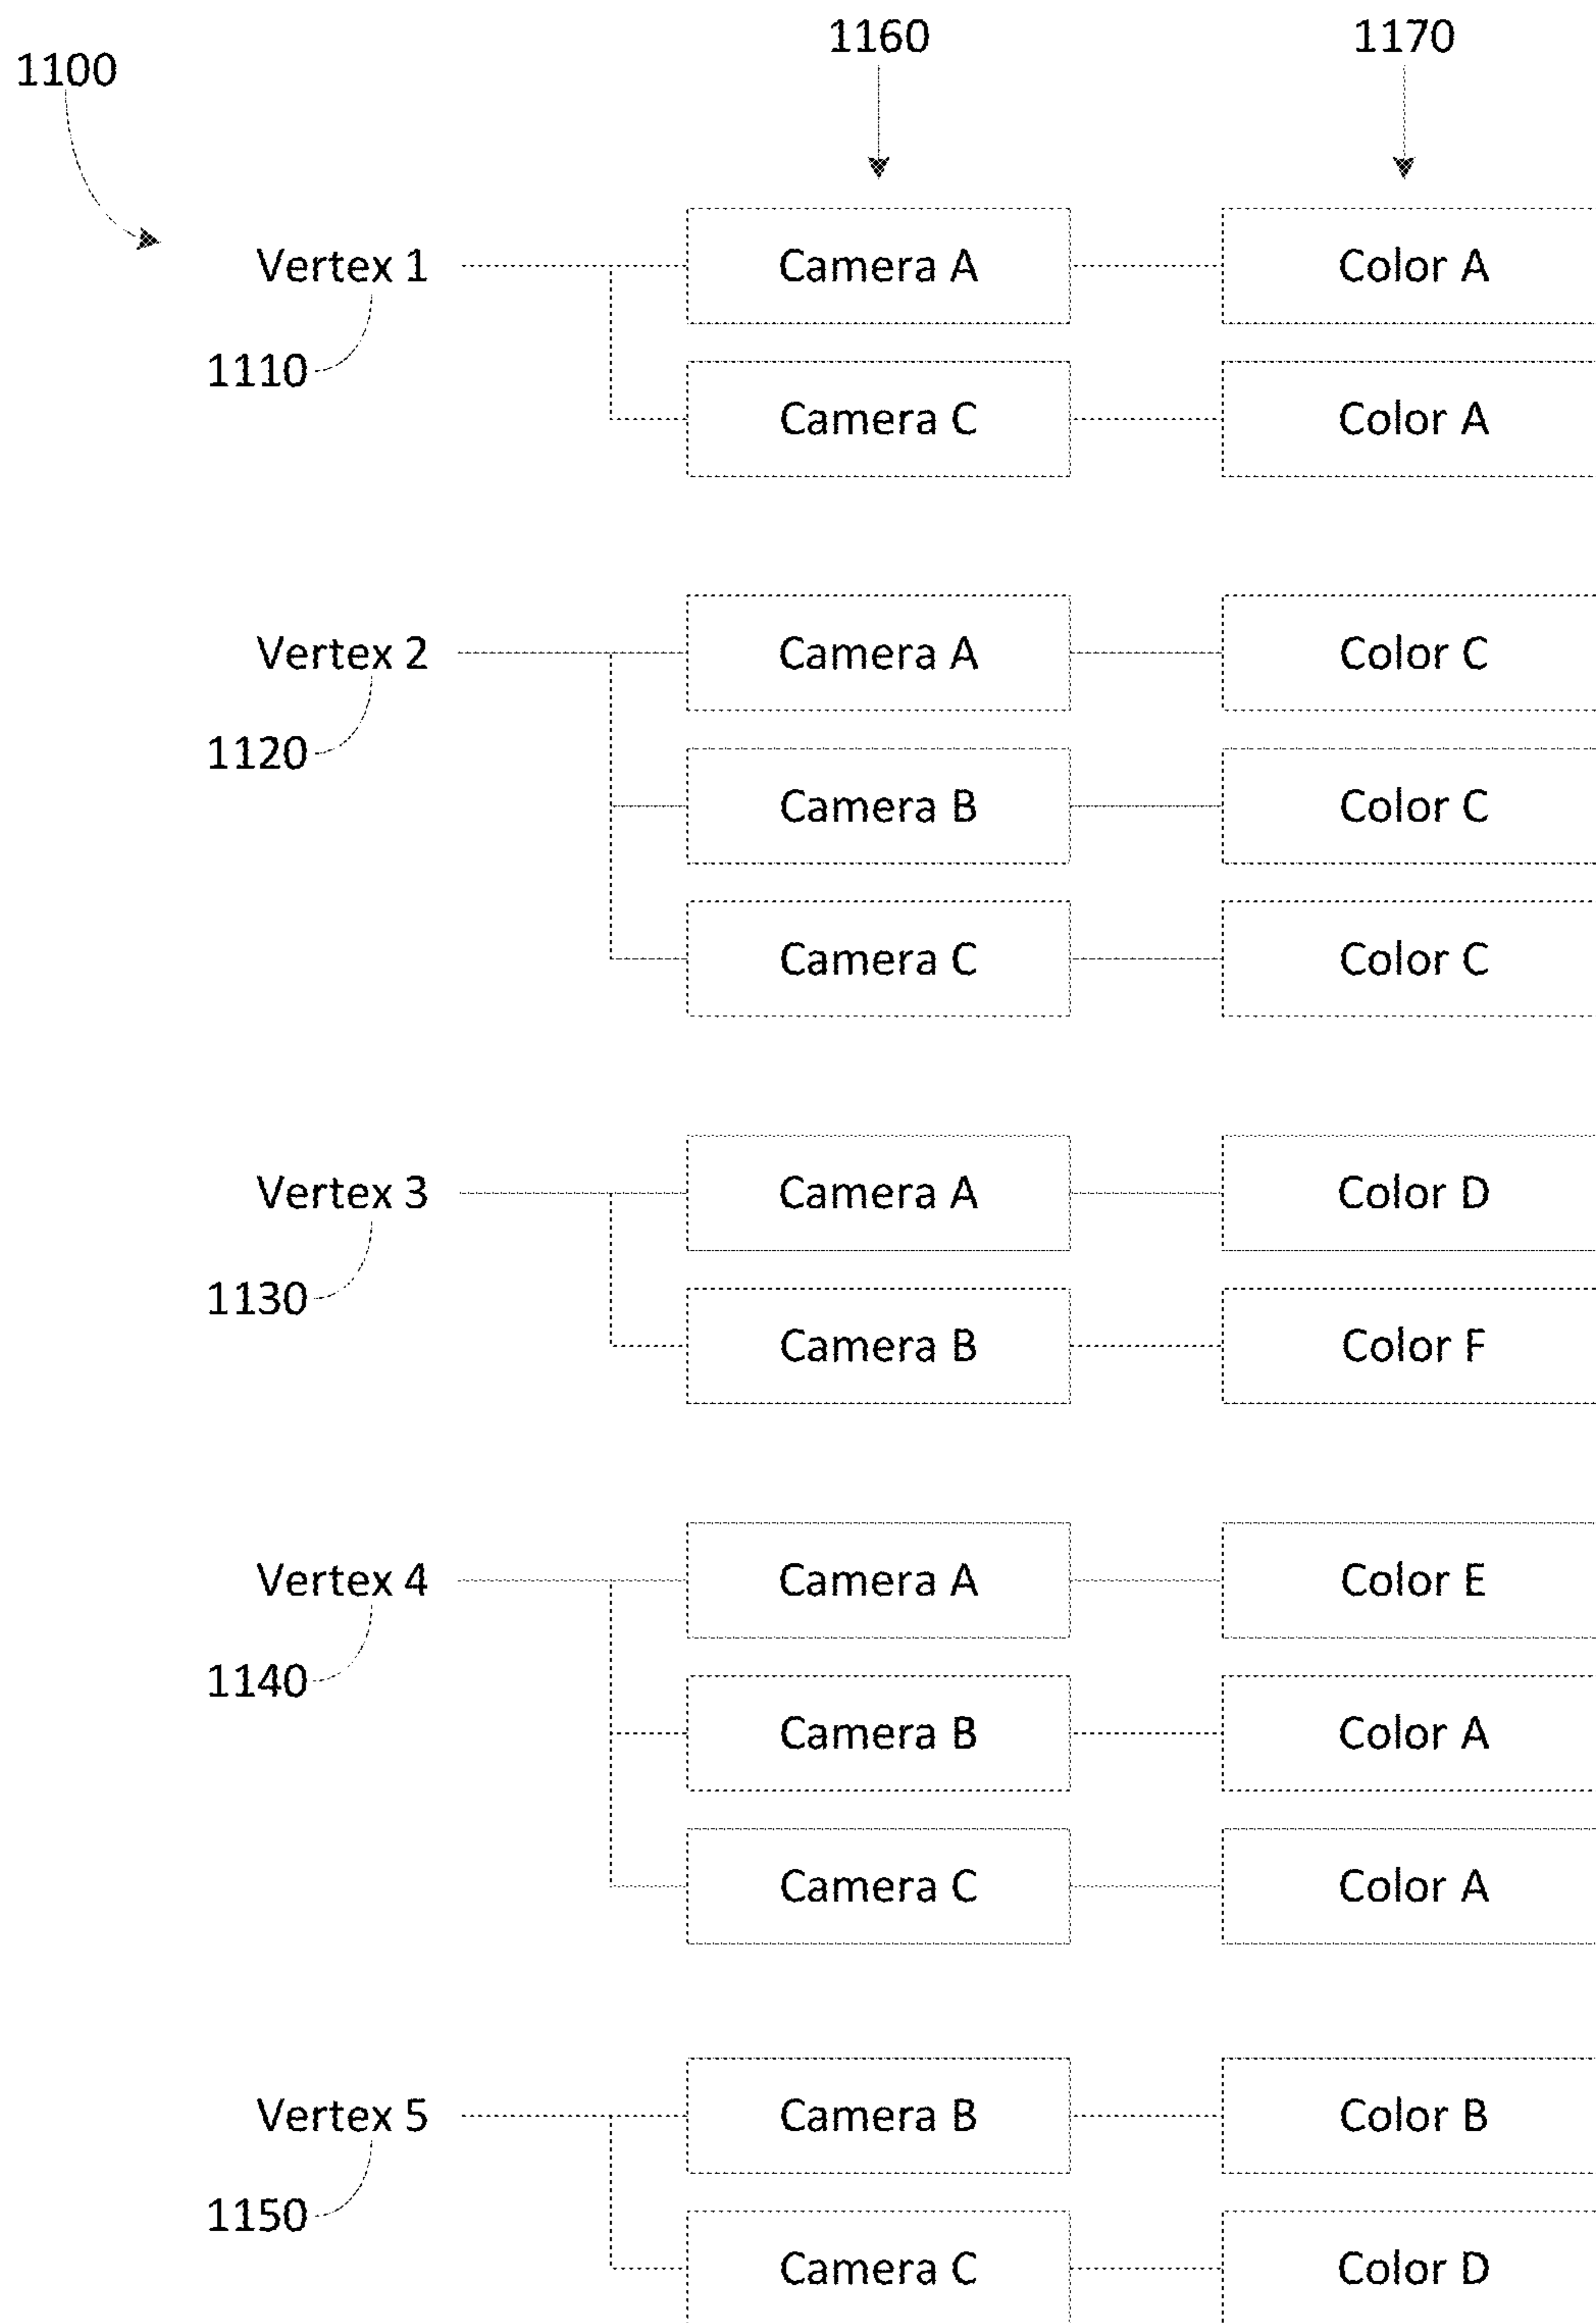 1160 1170
1100
Vertex 1 Camera A Color A
1110
Camera C Color A
Vertex 2 Camera A Color C
1120
Camera B Color C
Camera C Color C
Vertex 3 Camera A Color D
1130
Camera B Color F
Vertex 4 Camera A Color E
1140
Camera B Color A
Camera C Color A
Vertex 5 Camera B Color B
1150
Camera C Color D